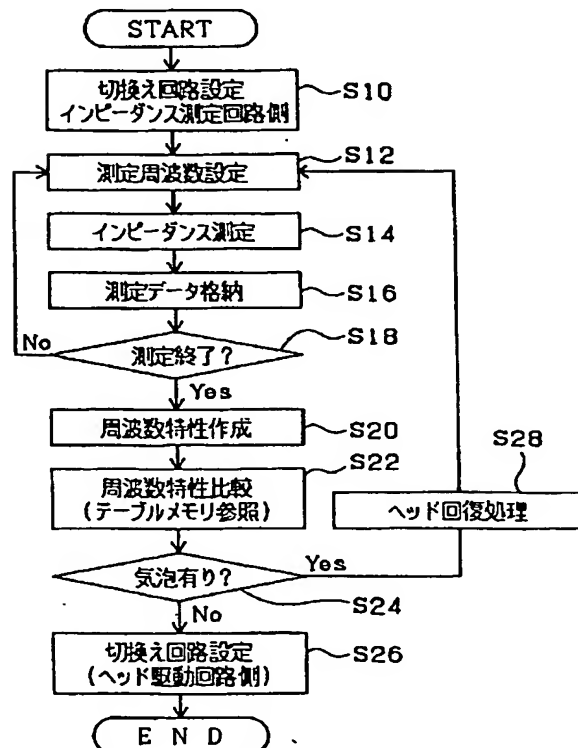 START
切換え回路設定
インピーダンス測定回路側
S10
測定周波数設定
S12
インピーダンス測定
S14
測定データ格納
S16
測定終了?
S18
No
Yes
周波数特性作成
S20
周波数特性比較
(テーブルメモリ参照)
S22
ヘッド回復処理
S28
気泡有り?
Yes
S24
No
切換え回路設定
(ヘッド駆動回路側)
S26
END